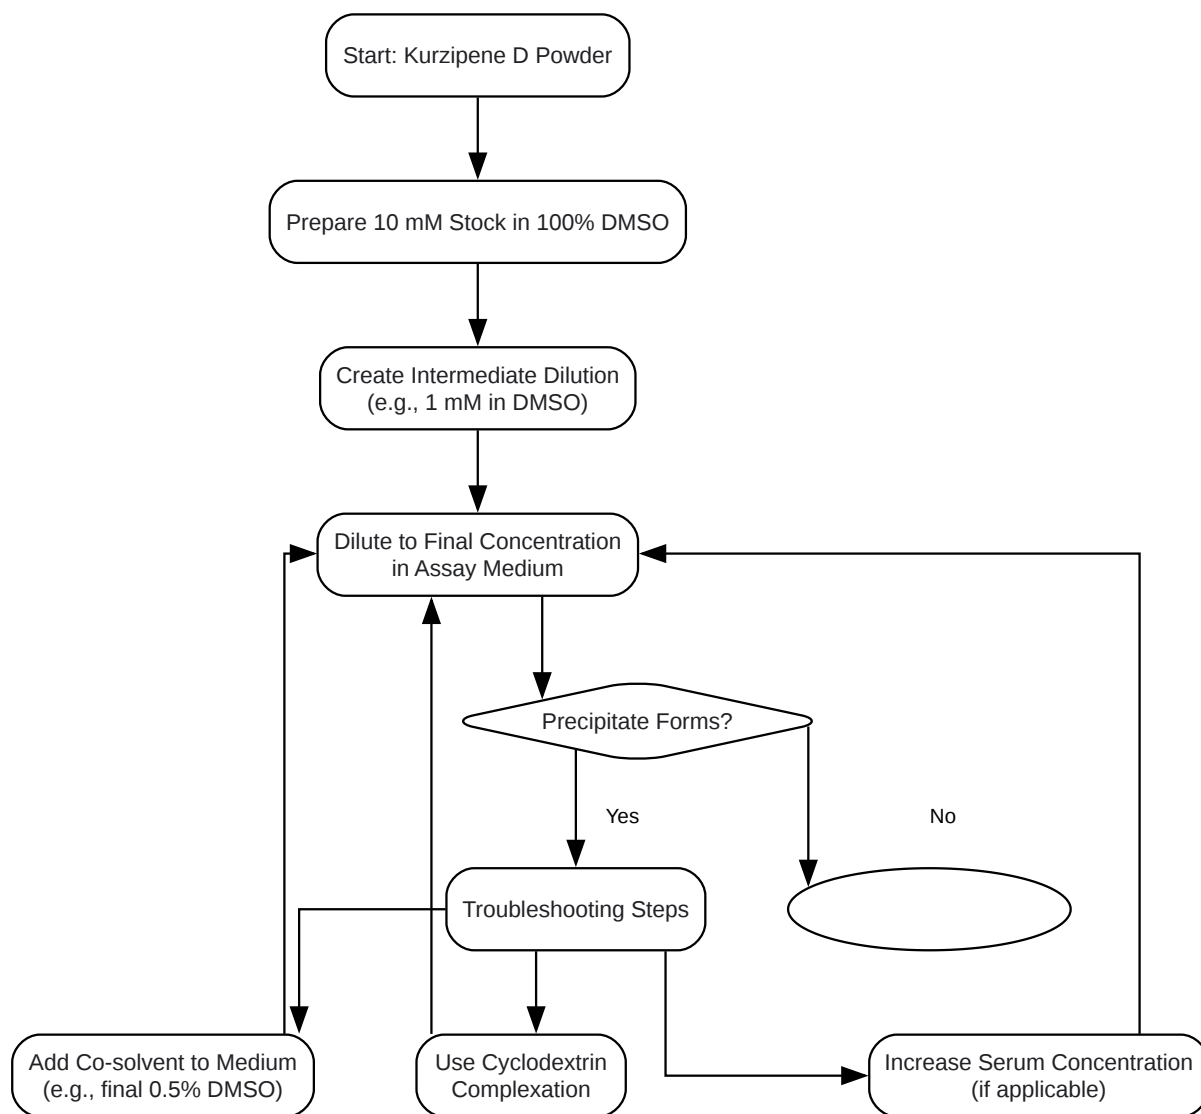 Start: Kurzipene D Powder
Prepare 10 mM Stock in 100% DMSO
Create Intermediate Dilution
(e.g., 1 mM in DMSO)
Dilute to Final Concentration
in Assay Medium
Precipitate Forms?
Yes
No
Troubleshooting Steps
Add Co-solvent to Medium
(e.g., final 0.5% DMSO)
Use Cyclodextrin
Complexation
Increase Serum Concentration
(if applicable)